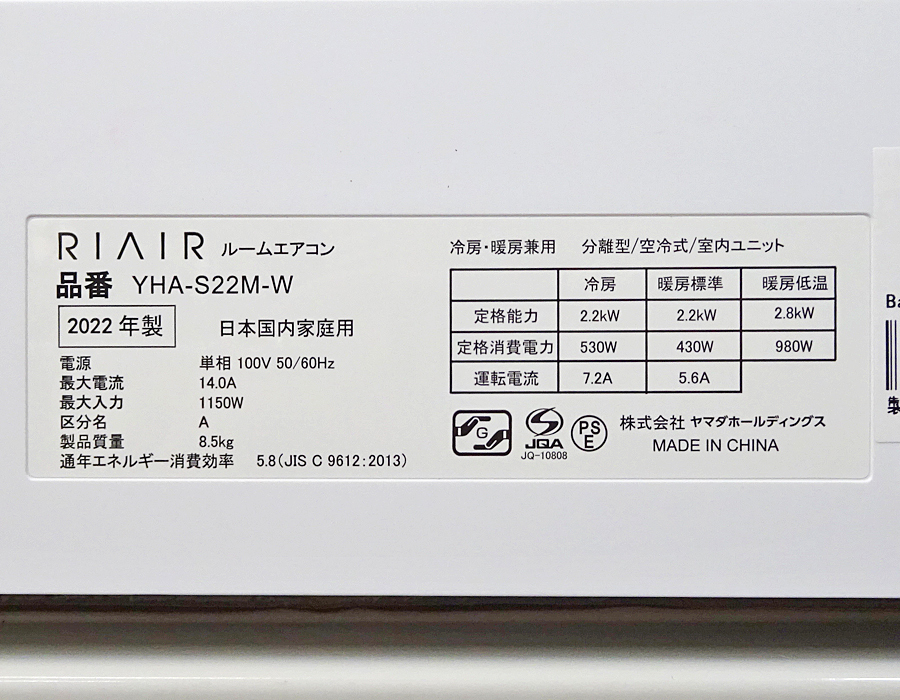 RIAIR ルームエアコン
品番 YHA-S22M-W
2022 年製 日本国内家庭用
電源 単相 100V 50/60Hz
最大電流 14.0A
最大入力 1150W
区分名 A
製品質量 8.5kg
通年エネルギー消費効率 5.8(JIS C 9612:2013)
冷房・暖房兼用 分離型/空冷式/室内ユニット
冷房 暖房標準 暖房低温
定格能力 2.2kW 2.2kW 2.8kW
定格消費電力 530W 430W 980W
運転電流 7.2A 5.6A
G
JQA
JQ-10808
PS
E
株式会社 ヤマダホールディングス
MADE IN CHINA
Ba
製